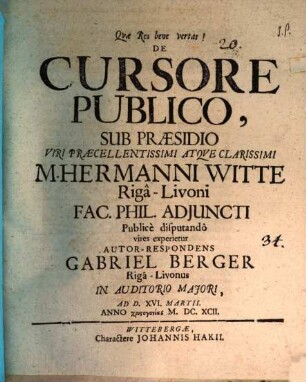 Quæ Res bene vertat!
DE
20.
S.P.
CURSORE
PUBLICO,
SUB PRÆSIDIO
VIRI PRÆCELLENTISSIMI ATQVE CLARISSIMI
M. HERMANNI WITTE
Rigâ-Livoni
FAC. PHIL. ADJUNCTI
Publicè disputandô
vires experietur
34.
AUTOR-RESPONDENS
GABRIEL BERGER
Rigâ-Livonus
IN AUDITORIO MAJORI,
AD D. XVI. MARTII.
ANNO χριστογονίας M. DC. XCII.
WITTEBERGÆ,
Charactere JOHANNIS HAKII.